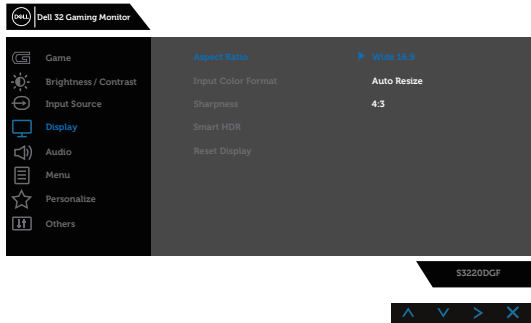 DELL Dell 32 Gaming Monitor
Game
Aspect Ratio
Wide 16:9
Brightness / Contrast
Input Color Format
Auto Resize
Input Source
Sharpness
4:3
Display
Smart HDR
Audio
Reset Display
Menu
Personalize
Others
S3220DGF